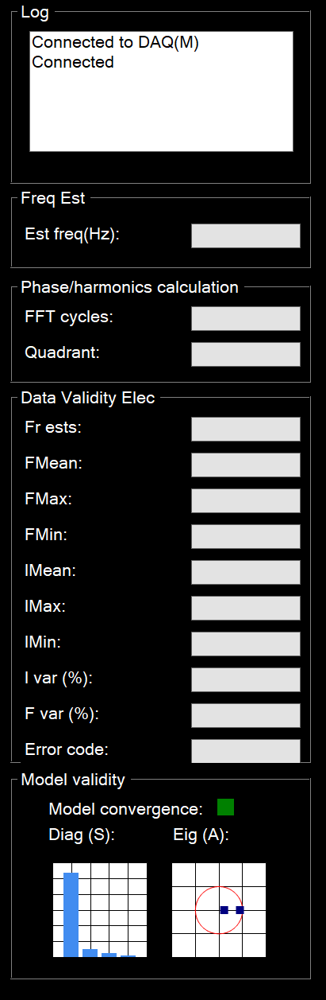 Log
Connected to DAQ(M)
Connected
Freq Est
Est freq(Hz):
Phase/harmonics calculation
FFT cycles:
Quadrant:
Data Validity Elec
Fr ests:
FMean:
FMax:
FMin:
IMean:
IMax:
IMin:
I var (%):
F var (%):
Error code:
Model validity
Model convergence:
Diag (S): Eig (A):